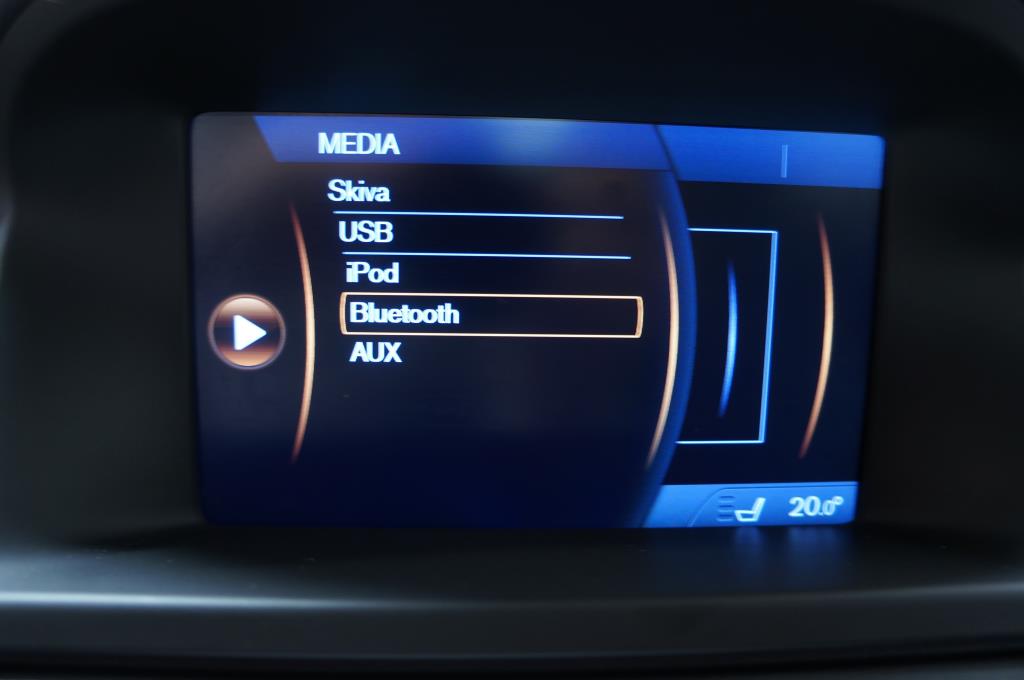 MEDIA
Skiva
USB
iPod
Bluetooth
AUX
20.0°